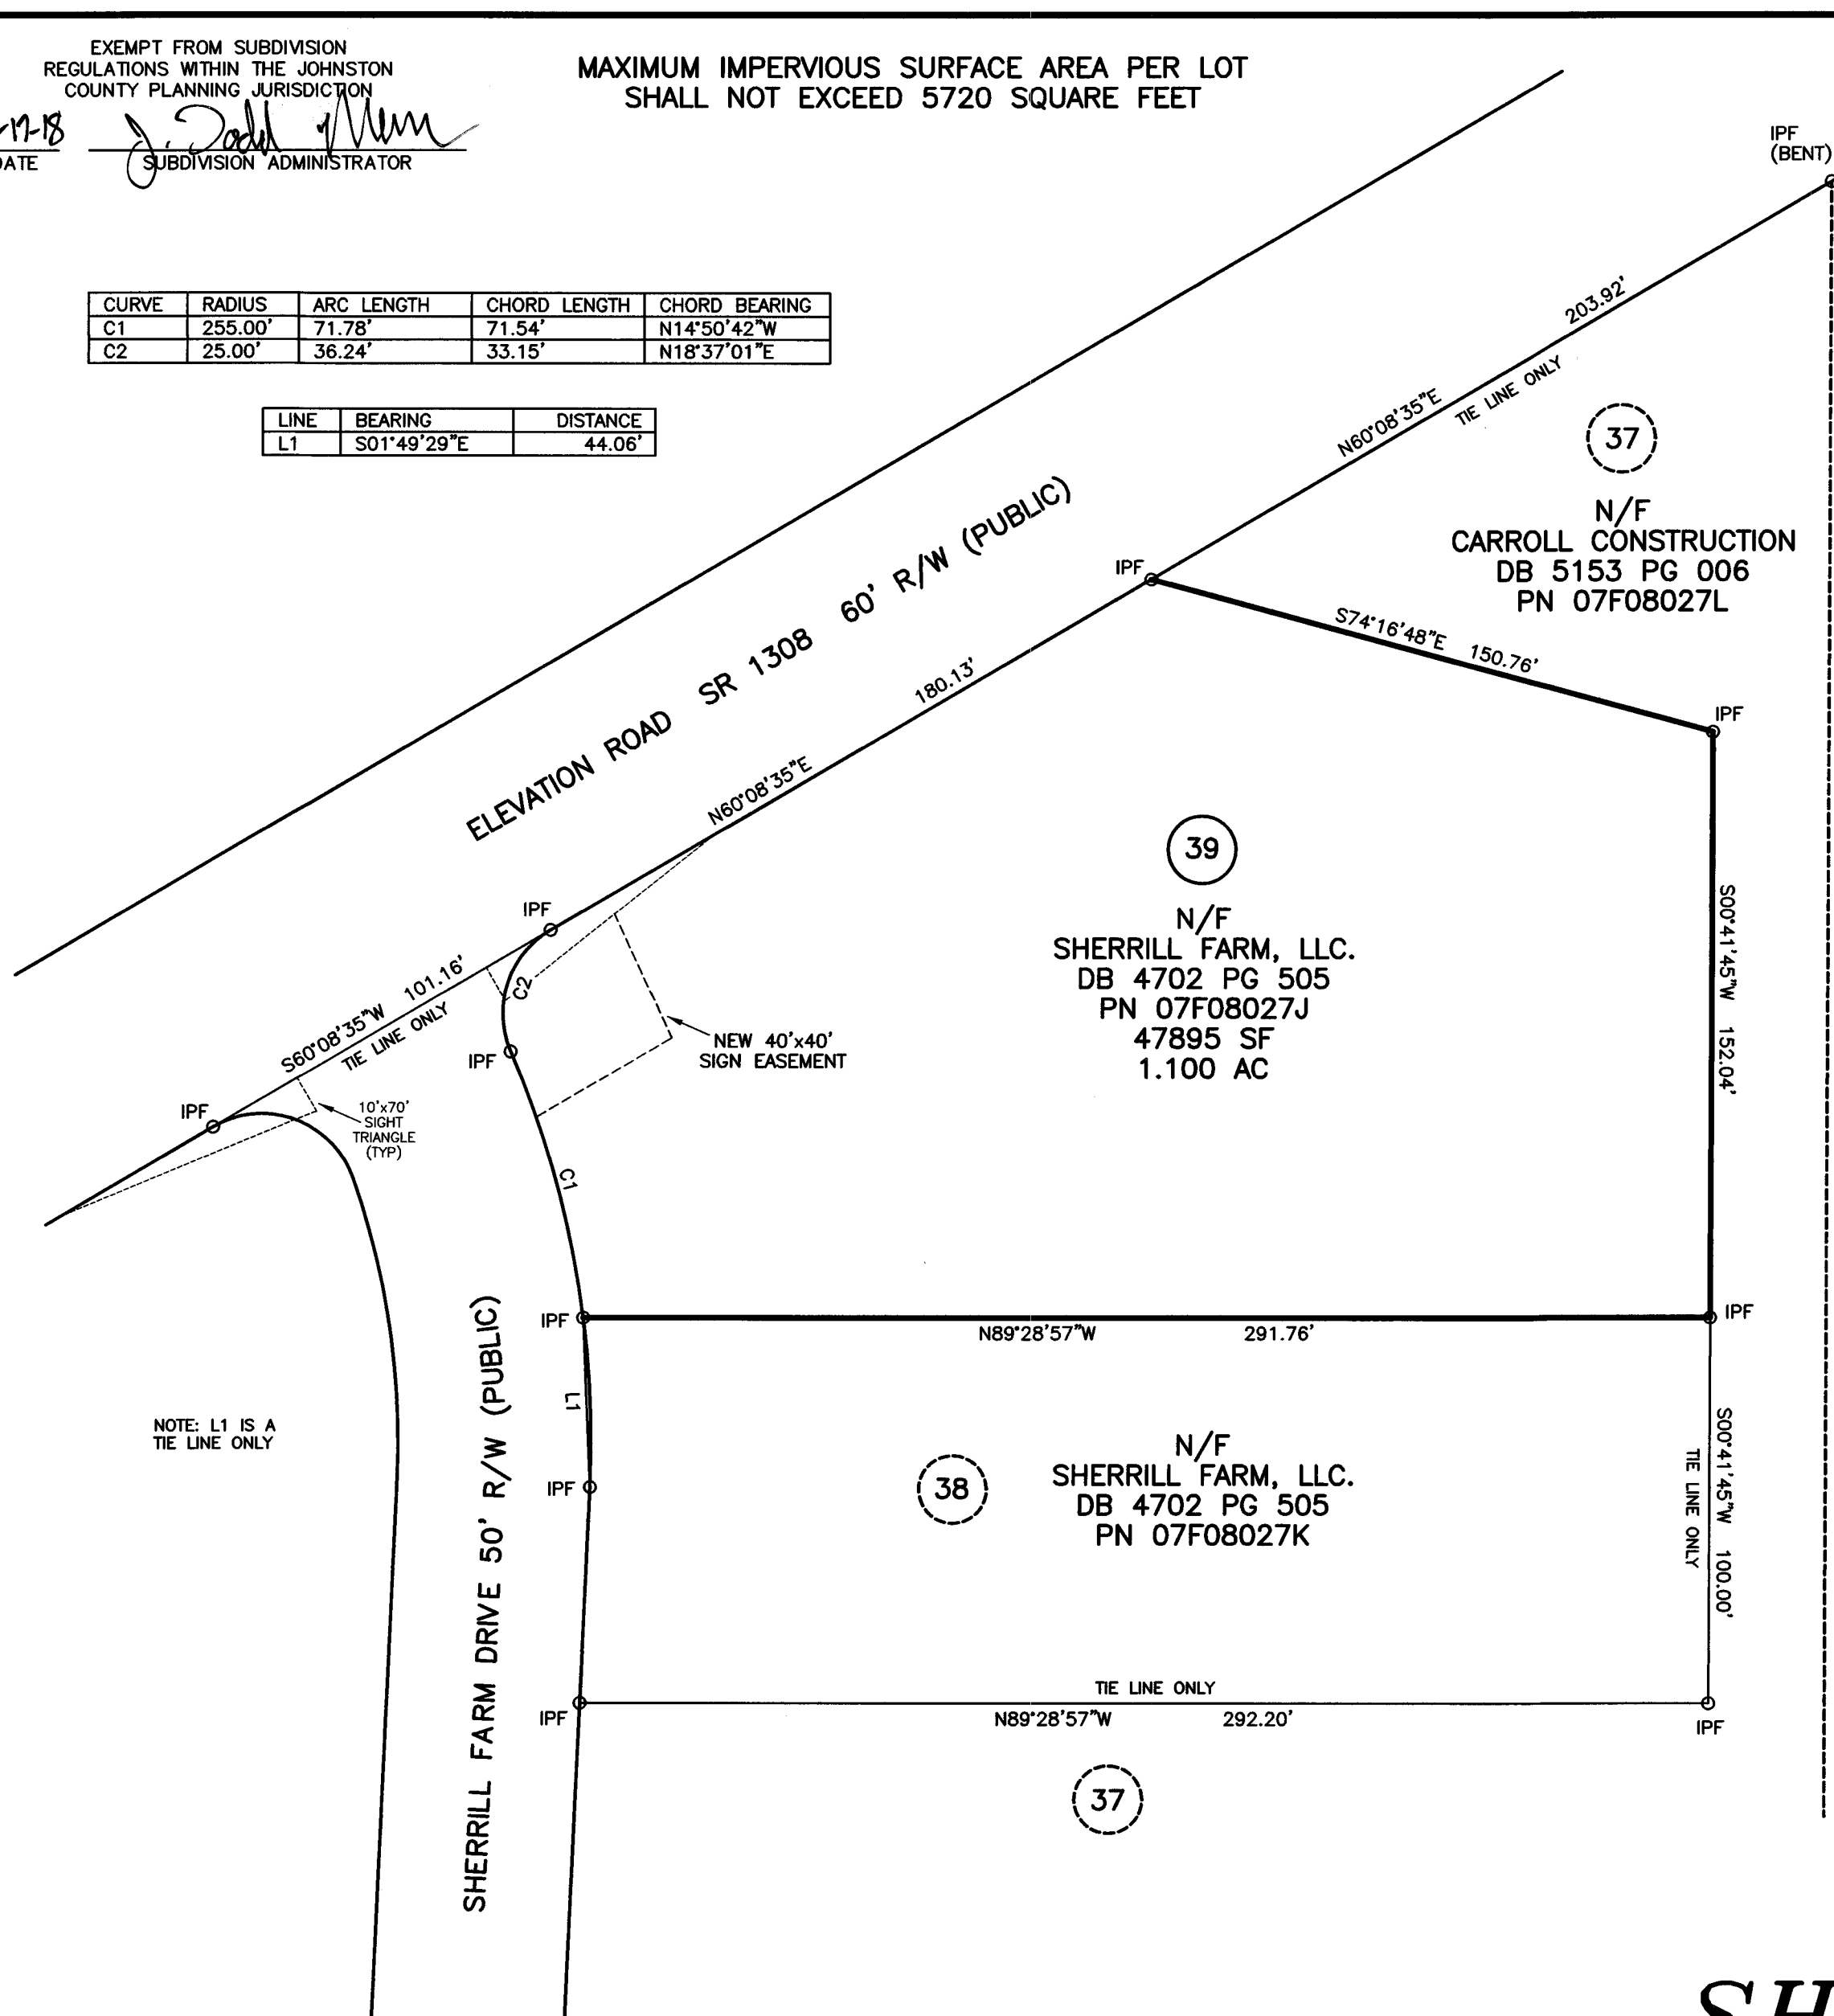 EXEMPT FROM SUBDIVISION
REGULATIONS WITHIN THE JOHNSTON
COUNTY PLANNING JURISDICTION
-17-18
DATE
SUBDIVISION ADMINISTRATOR
MAXIMUM IMPERVIOUS SURFACE AREA PER LOT
SHALL NOT EXCEED 5720 SQUARE FEET
CURVE RADIUS ARC LENGTH CHORD LENGTH CHORD BEARING
C1 255.00' 71.78' 71.54' N14°50'42"W
C2 25.00' 36.24' 33.15' N18°37'01"E
LINE BEARING DISTANCE
L1 S01°49'29"E 44.06'
IPF
(BENT)
203.92'
N60°08'35"E
TIE LINE ONLY
37
N/F
CARROLL CONSTRUCTION
DB 5153 PG 006
PN 07F08027L
ELEVATION ROAD SR 1308 60' R/W (PUBLIC)
IPF
S74°16'48"E 150.76'
IPF
180.13'
N60°08'35"E
39
N/F
SHERRILL FARM, LLC.
DB 4702 PG 505
PN 07F08027J
47895 SF
1.100 AC
S00°41'45"W 152.04'
IPF
C2
S60°08'35"W 101.16'
TIE LINE ONLY
IPF
NEW 40'x40'
SIGN EASEMENT
IPF
10'x70'
SIGHT
TRIANGLE
(TYP)
C1
IPF
IPF
N89°28'57"W 291.76'
L1
NOTE: L1 IS A
TIE LINE ONLY
SHERRILL FARM DRIVE 50' R/W (PUBLIC)
IPF
38
N/F
SHERRILL FARM, LLC.
DB 4702 PG 505
PN 07F08027K
S00°41'45"W 100.00'
TIE LINE ONLY
TIE LINE ONLY
IPF
N89°28'57"W 292.20'
IPF
37
SH